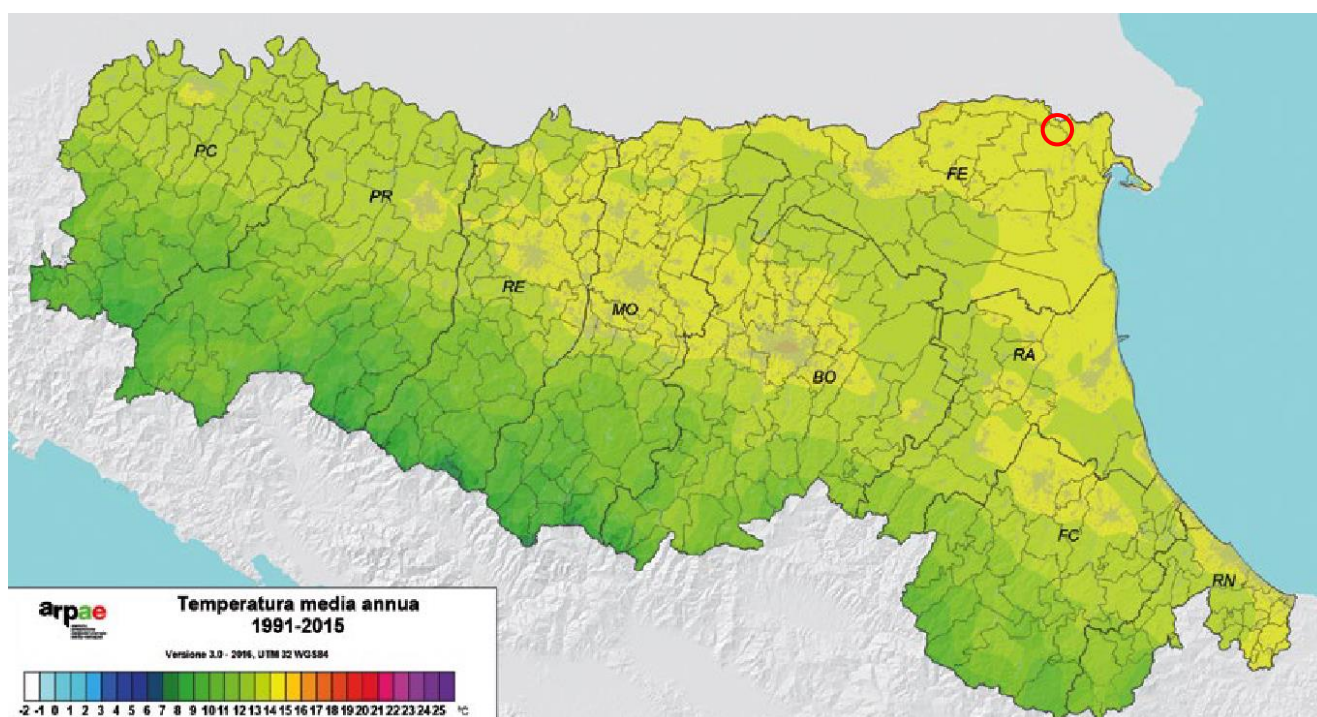 PC
PR
RE
MO
BO
FE
RA
FC
RN
arpae
Temperatura media annua
1991-2015
Versione 3.0 - 2016, UTM 32 WGS84
-2 -1 0 1 2 3 4 5 6 7 8 9 10 11 12 13 14 15 16 17 18 19 20 21 22 23 24 25 °C